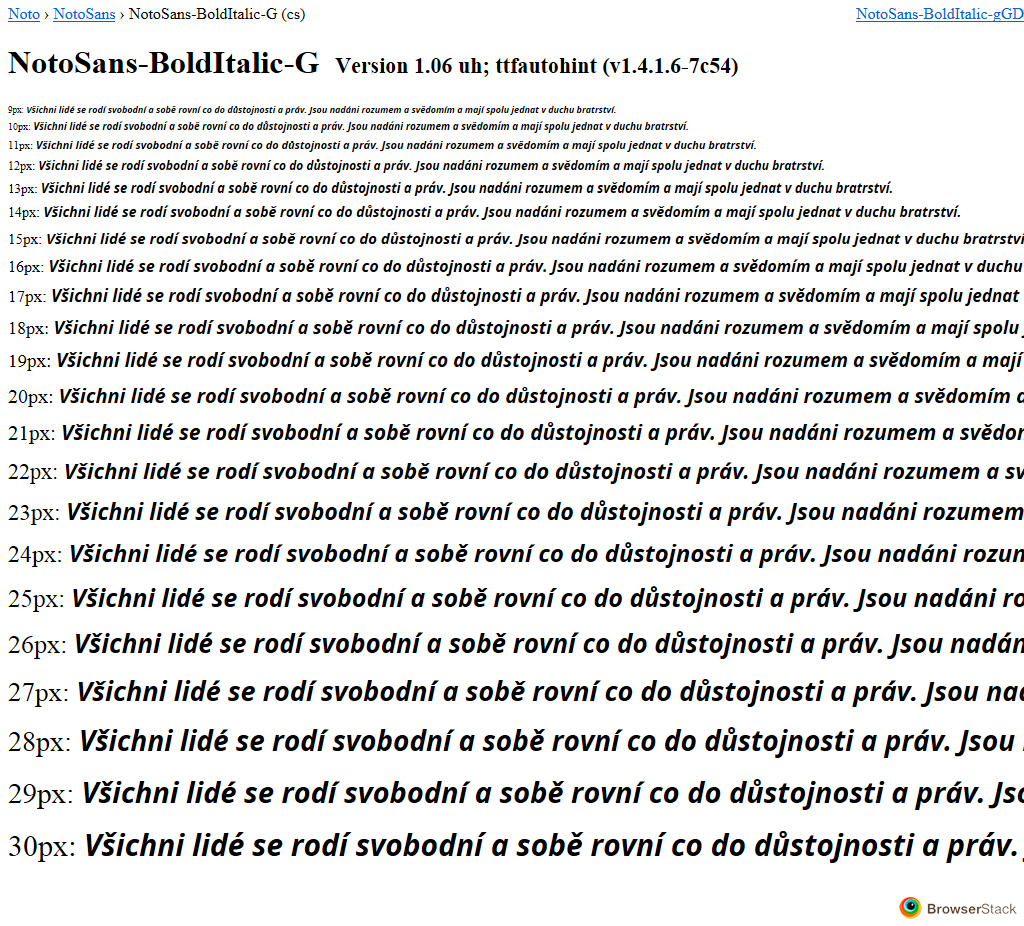 Noto › NotoSans › NotoSans-BoldItalic-G (cs) NotoSans-BoldItalic-gGD
NotoSans-BoldItalic-G Version 1.06 uh; ttfautohint (v1.4.1.6-7c54)
9px: Všichni lidé se rodí svobodní a sobě rovní co do důstojnosti a práv. Jsou nadáni rozumem a svědomím a mají spolu jednat v duchu bratrství.
10px: Všichni lidé se rodí svobodní a sobě rovní co do důstojnosti a práv. Jsou nadáni rozumem a svědomím a mají spolu jednat v duchu bratrství.
11px: Všichni lidé se rodí svobodní a sobě rovní co do důstojnosti a práv. Jsou nadáni rozumem a svědomím a mají spolu jednat v duchu bratrství.
12px: Všichni lidé se rodí svobodní a sobě rovní co do důstojnosti a práv. Jsou nadáni rozumem a svědomím a mají spolu jednat v duchu bratrství.
13px: Všichni lidé se rodí svobodní a sobě rovní co do důstojnosti a práv. Jsou nadáni rozumem a svědomím a mají spolu jednat v duchu bratrství.
14px: Všichni lidé se rodí svobodní a sobě rovní co do důstojnosti a práv. Jsou nadáni rozumem a svědomím a mají spolu jednat v duchu bratrství.
15px: Všichni lidé se rodí svobodní a sobě rovní co do důstojnosti a práv. Jsou nadáni rozumem a svědomím a mají spolu jednat v duchu bratrství
16px: Všichni lidé se rodí svobodní a sobě rovní co do důstojnosti a práv. Jsou nadáni rozumem a svědomím a mají spolu jednat v duchu
17px: Všichni lidé se rodí svobodní a sobě rovní co do důstojnosti a práv. Jsou nadáni rozumem a svědomím a mají spolu jednat
18px: Všichni lidé se rodí svobodní a sobě rovní co do důstojnosti a práv. Jsou nadáni rozumem a svědomím a mají spolu
19px: Všichni lidé se rodí svobodní a sobě rovní co do důstojnosti a práv. Jsou nadáni rozumem a svědomím a mají
20px: Všichni lidé se rodí svobodní a sobě rovní co do důstojnosti a práv. Jsou nadáni rozumem a svědomím a
21px: Všichni lidé se rodí svobodní a sobě rovní co do důstojnosti a práv. Jsou nadáni rozumem a svědom
22px: Všichni lidé se rodí svobodní a sobě rovní co do důstojnosti a práv. Jsou nadáni rozumem a sv
23px: Všichni lidé se rodí svobodní a sobě rovní co do důstojnosti a práv. Jsou nadáni rozumem
24px: Všichni lidé se rodí svobodní a sobě rovní co do důstojnosti a práv. Jsou nadáni rozum
25px: Všichni lidé se rodí svobodní a sobě rovní co do důstojnosti a práv. Jsou nadáni ro
26px: Všichni lidé se rodí svobodní a sobě rovní co do důstojnosti a práv. Jsou nadán
27px: Všichni lidé se rodí svobodní a sobě rovní co do důstojnosti a práv. Jsou nad
28px: Všichni lidé se rodí svobodní a sobě rovní co do důstojnosti a práv. Jsou
29px: Všichni lidé se rodí svobodní a sobě rovní co do důstojnosti a práv. Jso
30px: Všichni lidé se rodí svobodní a sobě rovní co do důstojnosti a práv.
BrowserStack